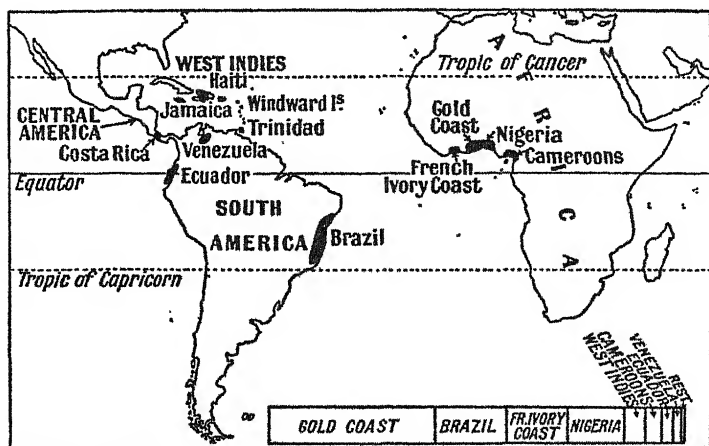 AFRICA
Tropic of Cancer
WEST INDIES
Haiti
Jamaica
Windward Is
Trinidad
CENTRAL
AMERICA
Costa Rica
Venezuela
Gold
Coast
Nigeria
Cameroons
French
Ivory Coast
Equator
Ecuador
SOUTH
AMERICA
Brazil
Tropic of Capricorn
WEST INDIES
CAMEROONS
VENEZUELA
ECUADOR
REST
GOLD COAST
BRAZIL
FR. IVORY
COAST
NIGERIA